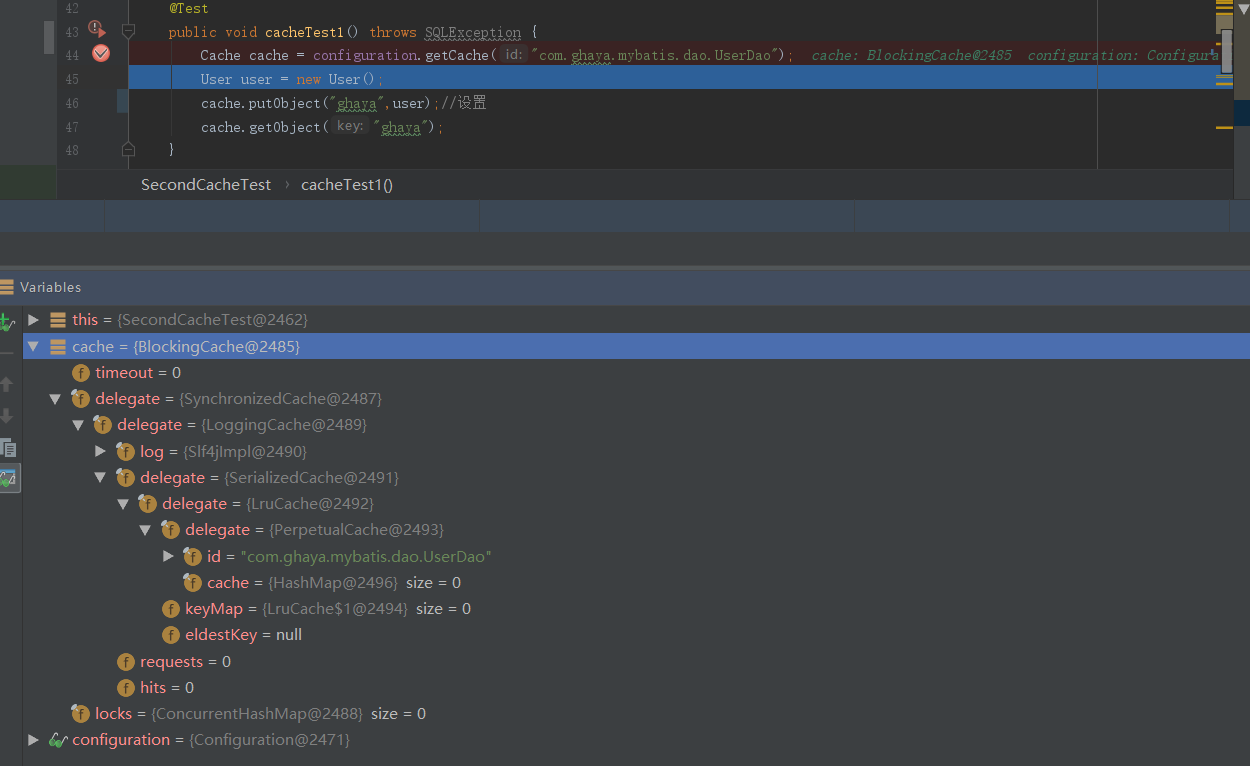 42 @Test
43 public void cacheTest1() throws SQLException {
44 Cache cache = configuration.getCache( id: "com.ghaya.mybatis.dao.UserDao"); cache: BlockingCache@2485 configuration: Configura
45 User user = new User();
46 cache.putObject("ghaya",user);//设置
47 cache.getObject( key: "ghaya");
48 }
SecondCacheTest › cacheTest1()
Variables
this = {SecondCacheTest@2462}
cache = {BlockingCache@2485}
timeout = 0
delegate = {SynchronizedCache@2487}
delegate = {LoggingCache@2489}
log = {Slf4jImpl@2490}
delegate = {SerializedCache@2491}
delegate = {LruCache@2492}
delegate = {PerpetualCache@2493}
id = "com.ghaya.mybatis.dao.UserDao"
cache = {HashMap@2496} size = 0
keyMap = {LruCache$1@2494} size = 0
eldestKey = null
requests = 0
hits = 0
locks = {ConcurrentHashMap@2488} size = 0
configuration = {Configuration@2471}